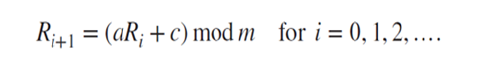 R_{i+1} = (aR_i + c) mod m for i = 0, 1, 2, ….